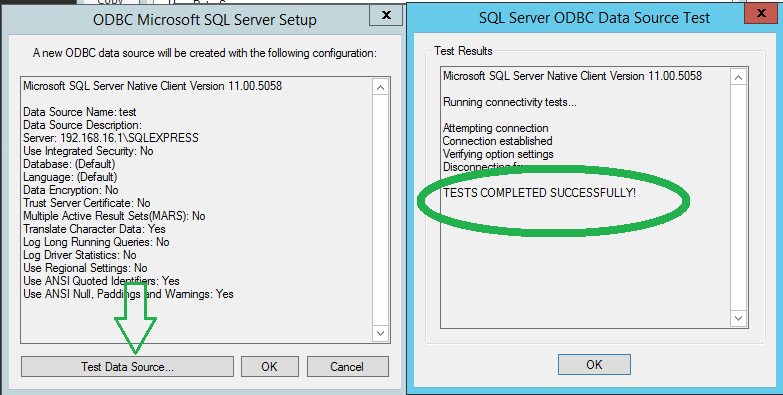 ODBC Microsoft SQL Server Setup
x
A new ODBC data source will be created with the following configuration:
Microsoft SQL Server Native Client Version 11.00.5058
Data Source Name: test
Data Source Description:
Server: 192.168.16.1\SQLEXPRESS
Use Integrated Security: No
Database: (Default)
Language: (Default)
Data Encryption: No
Trust Server Certificate: No
Multiple Active Result Sets(MARS): No
Translate Character Data: Yes
Log Long Running Queries: No
Log Driver Statistics: No
Use Regional Settings: No
Use ANSI Quoted Identifiers: Yes
Use ANSI Null, Paddings and Warnings: Yes
Test Data Source...
OK
Cancel
SQL Server ODBC Data Source Test
x
Test Results
Microsoft SQL Server Native Client Version 11.00.5058
Running connectivity tests...
Attempting connection
Connection established
Verifying option settings
Disconnecting
TESTS COMPLETED SUCCESSFULLY!
OK